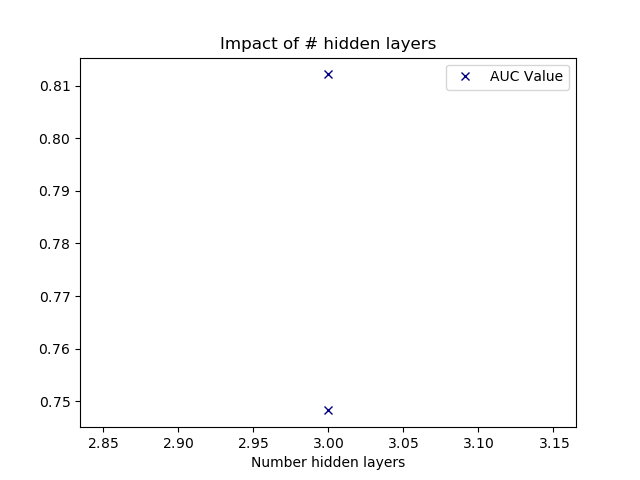 Impact of # hidden layers
AUC Value
0.81
0.80
0.79
0.78
0.77
0.76
0.75
2.85 2.90 2.95 3.00 3.05 3.10 3.15
Number hidden layers